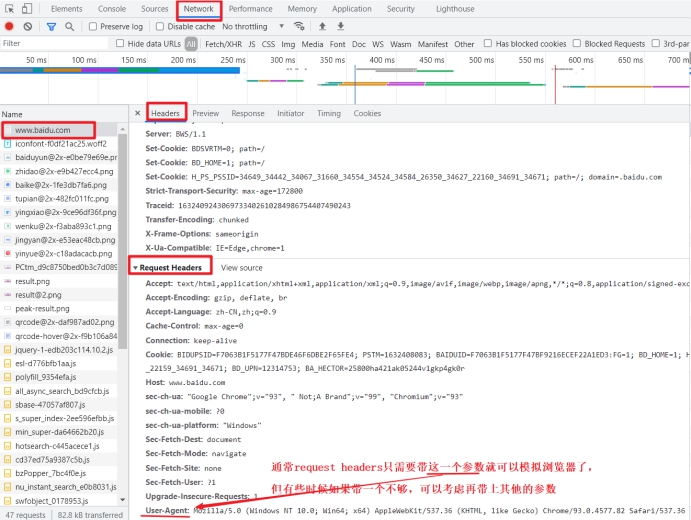 Elements Console Sources Network Performance Memory Application Security Lighthouse
Preserve log Disable cache No throttling
Filter Hide data URLs All Fetch/XHR JS CSS Img Media Font Doc WS Wasm Manifest Other Has blocked cookies Blocked Requests 3rd-par
50 ms 100 ms 150 ms 200 ms 250 ms 300 ms 350 ms 400 ms 450 ms 500 ms 550 ms 600 ms 650 ms 700 m
Name
www.baidu.com
iconfont-f0df21ac25.woff2
baiduyun@2x-e0be79e69e.pn
zhidao@2x-e9b427ecc4.png
baike@2x-1fe3db7fa6.png
tupian@2x-482fc011fc.png
yingxiao@2x-9ce96df36f.png
wenku@2x-f3aba893c1.png
jingyan@2x-e53eac48cb.png
yinyue@2x-c18adacacb.png
PCtm_d9c8750bed0b3c7d089
result.png
result@2.png
peak-result.png
qrcode@2x-daf987ad02.png
qrcode-hover@2x-f9b106a84
jquery-1-edb203c114.10.2.js
esl-d776bfb1aa.js
polyfill_9354efa.js
all_async_search_bd9cfcb.js
sbase-47057af807.js
s_super_index-2ee596efbb.js
min_super-da64662b20.js
hotsearch-c445acece1.js
cd37ed75a9387c5b.js
bzPopper_7bc4f0e.js
nu_instant_search_e0b8031.js
swfobject_0178953.js
47 requests 82.8 kB transferred
Headers Preview Response Initiator Timing Cookies
Server: BWS/1.1
Set-Cookie: BDSVRTM=0; path=/
Set-Cookie: BD_HOME=1; path=/
Set-Cookie: H_PS_PSSID=34649_34442_34067_31660_34554_34524_34584_26350_34627_22160_34691_34671; path=/; domain=.baidu.com
Strict-Transport-Security: max-age=172800
Traceid: 1632409243069733402610284986754407490243
Transfer-Encoding: chunked
X-Frame-Options: sameorigin
X-Ua-Compatible: IE=Edge,chrome=1
Request Headers View source
Accept: text/html,application/xhtml+xml,application/xml;q=0.9,image/avif,image/webp,image/apng,*/*;q=0.8,application/signed-exc
Accept-Encoding: gzip, deflate, br
Accept-Language: zh-CN,zh;q=0.9
Cache-Control: max-age=0
Connection: keep-alive
Cookie: BIDUPSID=F7063B1F5177F47BDE46F6DBE2F65FE4; PSTM=1632408083; BAIDUID=F7063B1F5177F47BF9216ECEF22A1ED3:FG=1; BD_HOME=1; H
_22159_34691_34671; BD_UPN=12314753; BA_HECTOR=25800ha421ak05244v1gkp4gk0r
Host: www.baidu.com
sec-ch-ua: "Google Chrome";v="93", " Not;A Brand";v="99", "Chromium";v="93"
sec-ch-ua-mobile: ?0
sec-ch-ua-platform: "Windows"
Sec-Fetch-Dest: document
Sec-Fetch-Mode: navigate
Sec-Fetch-Site: none
Sec-Fetch-User: ?1
Upgrade-Insecure-Requests: 1
User-Agent: Mozilla/5.0 (Windows NT 10.0; Win64; x64) AppleWebKit/537.36 (KHTML, like Gecko) Chrome/93.0.4577.82 Safari/537.36
通常request headers只需要带这一个参数就可以模拟浏览器了，
但有些时候如果带一个不够，可以考虑再带上其他的参数